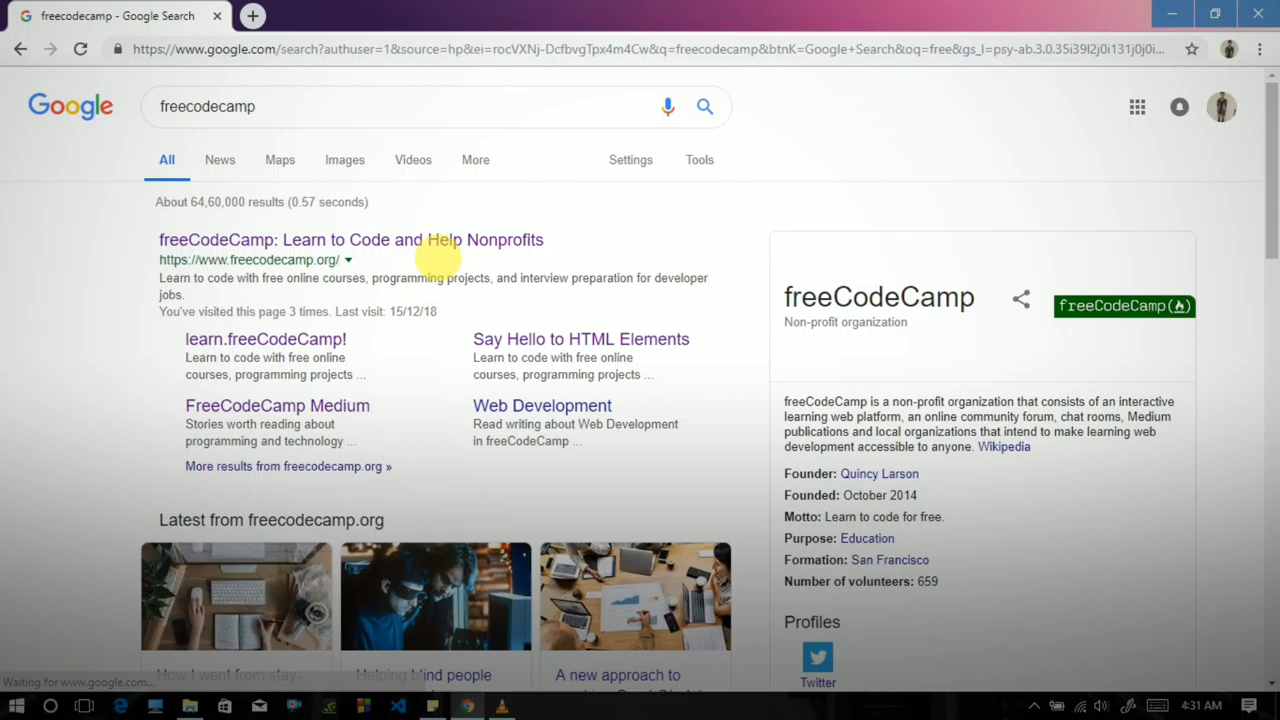 freecodecamp - Google Search
https://www.google.com/search?authuser=1&source=hp&ei=rocVXNj-DcfbvgTpx4m4Cw&q=freecodecamp&btnK=Google+Search&oq=free&gs_l=psy-ab.3.0.35i39l2j0i131j0j0i...
Google
freecodecamp
All News Maps Images Videos More Settings Tools
About 64,60,000 results (0.57 seconds)
freeCodeCamp: Learn to Code and Help Nonprofits
https://www.freecodecamp.org/
Learn to code with free online courses, programming projects, and interview preparation for developer
jobs.
You've visited this page 3 times. Last visit: 15/12/18
learn.freeCodeCamp!
Learn to code with free online
courses, programming projects ...
Say Hello to HTML Elements
Learn to code with free online
courses, programming projects ...
FreeCodeCamp Medium
Stories worth reading about
programming and technology ...
Web Development
Read writing about Web Development
in freeCodeCamp ...
More results from freecodecamp.org »
Latest from freecodecamp.org
How I went from stay-
Helping blind people
A new approach to
freeCodeCamp
Non-profit organization
freeCodeCamp(🔥)
freeCodeCamp is a non-profit organization that consists of an interactive
learning web platform, an online community forum, chat rooms, Medium
publications and local organizations that intend to make learning web
development accessible to anyone. Wikipedia
Founder: Quincy Larson
Founded: October 2014
Motto: Learn to code for free.
Purpose: Education
Formation: San Francisco
Number of volunteers: 659
Profiles
Twitter
Waiting for www.google.com...
4:31 AM